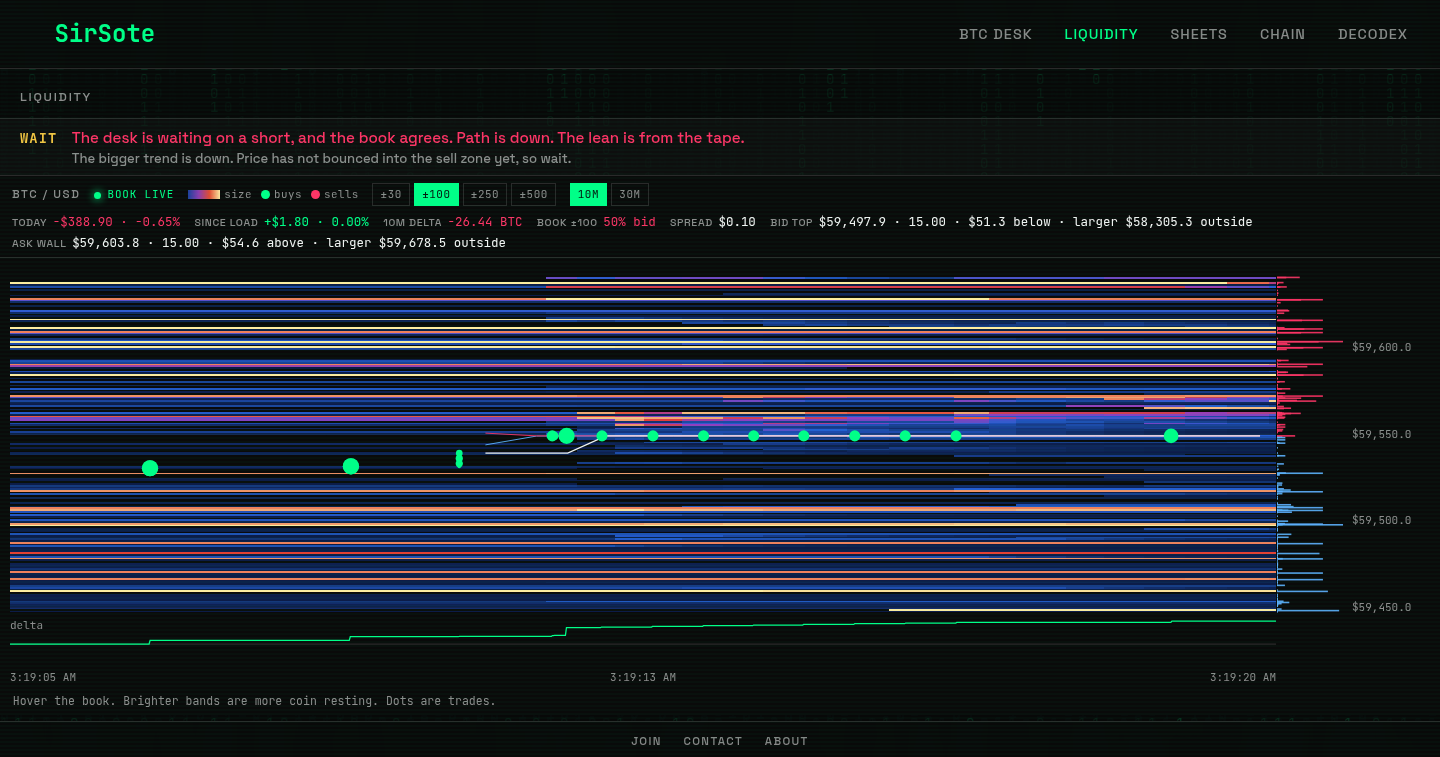 SirSote
BTC DESK LIQUIDITY SHEETS CHAIN DECODEX
LIQUIDITY
WAIT The desk is waiting on a short, and the book agrees. Path is down. The lean is from the tape.
The bigger trend is down. Price has not bounced into the sell zone yet, so wait.
BTC / USD BOOK LIVE size buys sells ±30 ±100 ±250 ±500 10M 30M
TODAY -$388.90 · -0.65% SINCE LOAD +$1.80 · 0.00% 10M DELTA -26.44 BTC BOOK ±100 50% bid SPREAD $0.10 BID TOP $59,497.9 · 15.00 · $51.3 below · larger $58,305.3 outside
ASK WALL $59,603.8 · 15.00 · $54.6 above · larger $59,678.5 outside
$59,600.0
$59,550.0
$59,500.0
$59,450.0
delta
3:19:05 AM 3:19:13 AM 3:19:20 AM
Hover the book. Brighter bands are more coin resting. Dots are trades.
JOIN CONTACT ABOUT